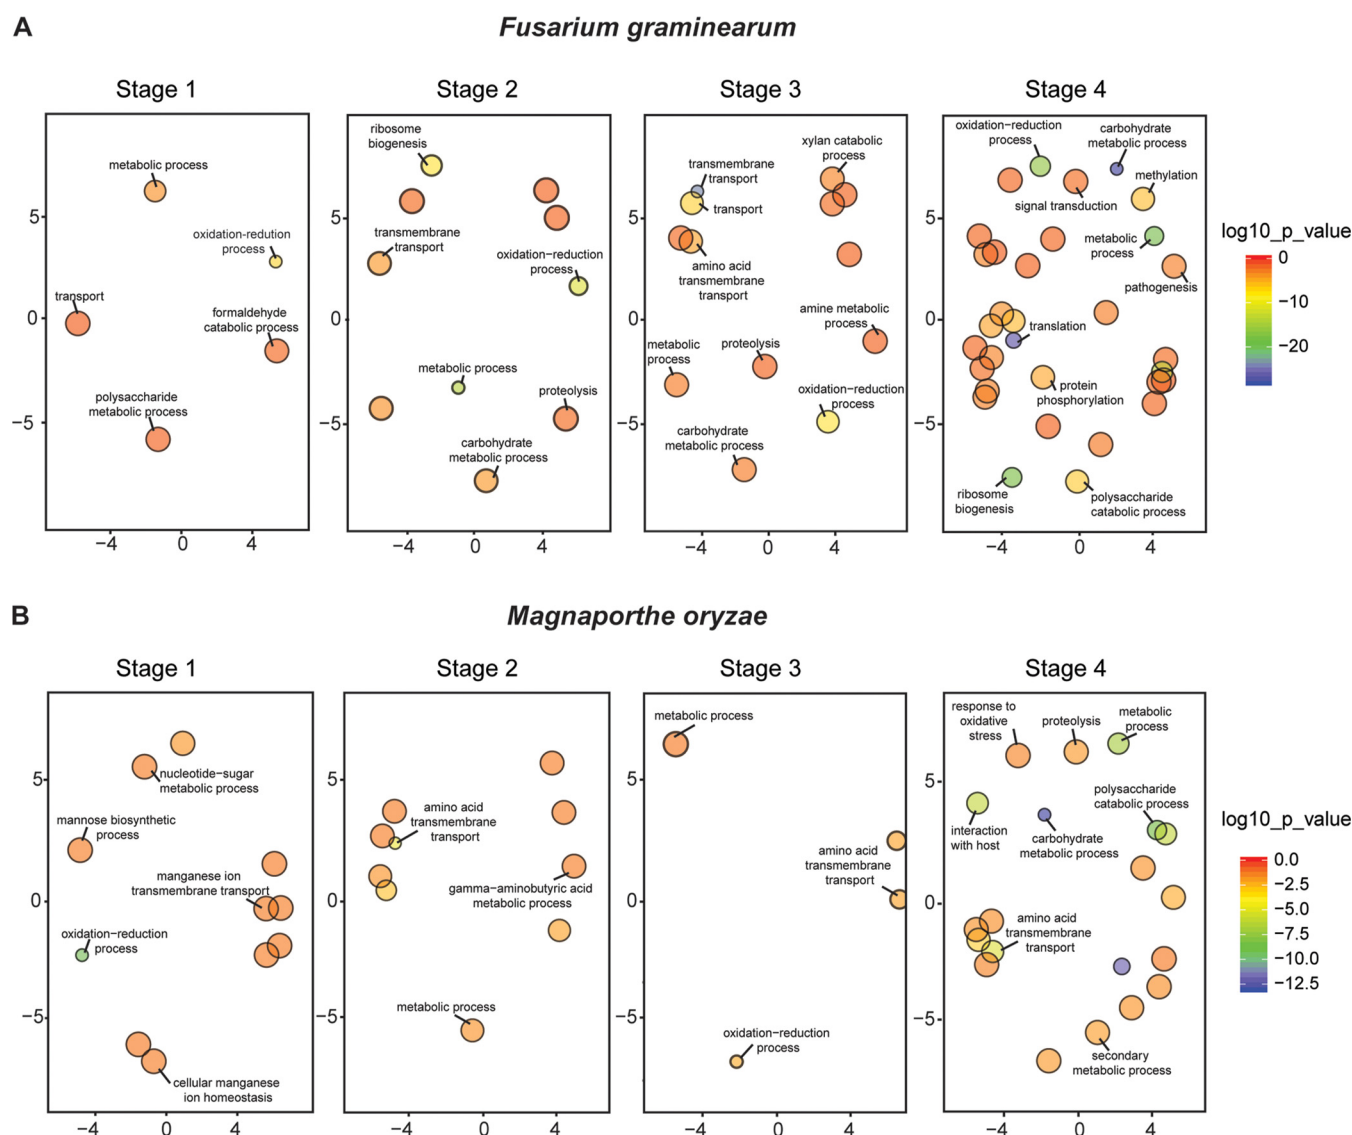 A
Fusarium graminearum
Stage 1
Stage 2
Stage 3
Stage 4
metabolic process
oxidation-redution
process
transport
formaldehyde
catabolic process
polysaccharide
metabolic process
5
0
−5
−4
0
4
ribosome
biogenesis
transmembrane
transport
oxidation−reduction
process
metabolic process
proteolysis
carbohydrate
metabolic process
5
0
−5
−4
0
4
xylan catabolic
process
transmembrane
transport
transport
amino acid
transmembrane
transport
amine metabolic
process
metabolic
process
proteolysis
oxidation−reduction
process
carbohydrate
metabolic process
5
0
−5
−4
0
4
oxidation−reduction
process
carbohydrate
metabolic process
methylation
signal transduction
metabolic
process
pathogenesis
translation
protein
phosphorylation
ribosome
biogenesis
polysaccharide
catabolic process
5
0
−5
−4
0
4
log10_p_value
0
−10
−20
B
Magnaporthe oryzae
Stage 1
Stage 2
Stage 3
Stage 4
nucleotide−sugar
metabolic process
mannose biosynthetic
process
manganese ion
transmembrane transport
oxidation−reduction
process
cellular manganese
ion homeostasis
5
0
−5
−4
0
4
amino acid
transmembrane
transport
gamma−aminobutyric acid
metabolic process
metabolic process
5
0
−5
−4
0
4
metabolic process
amino acid
transmembrane
transport
oxidation−reduction
process
5
0
−5
−4
0
4
response to
oxidative
stress
proteolysis
metabolic
process
polysaccharide
catabolic process
interaction
with host
carbohydrate
metabolic process
amino acid
transmembrane
transport
secondary
metabolic process
5
0
−5
−4
0
4
log10_p_value
0.0
−2.5
−5.0
−7.5
−10.0
−12.5